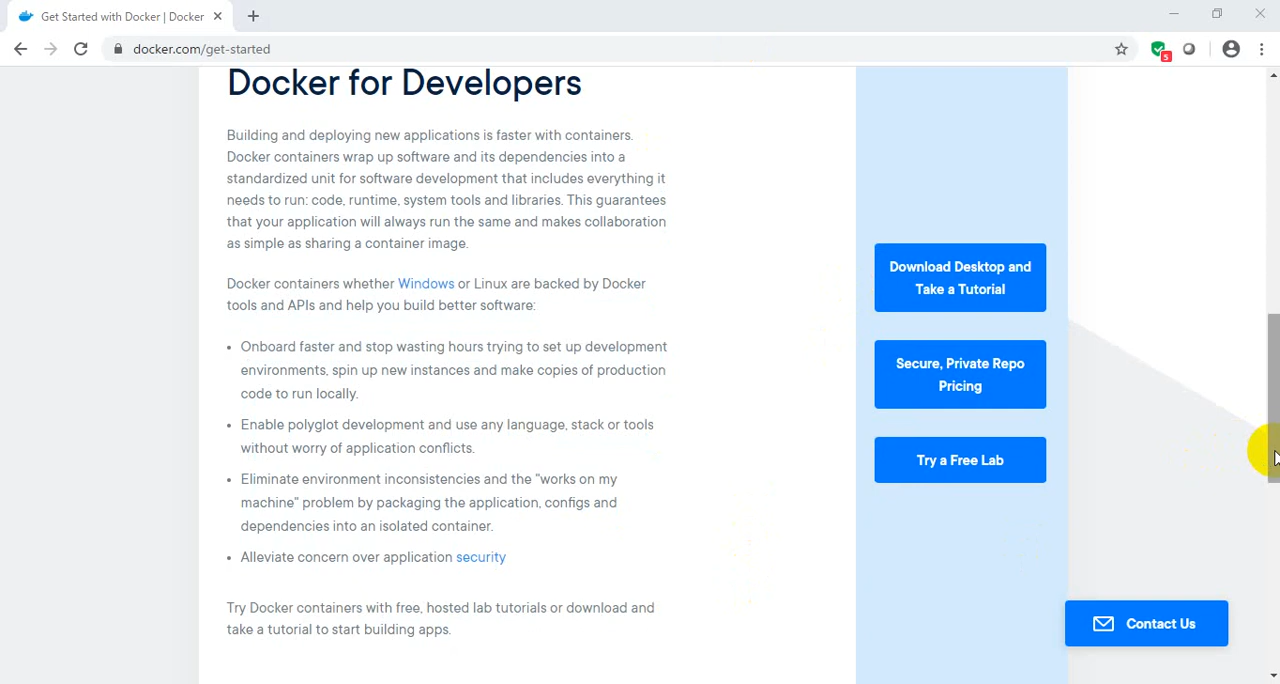 Get Started with Docker | Docker
docker.com/get-started
5
Docker for Developers
Building and deploying new applications is faster with containers.
Docker containers wrap up software and its dependencies into a
standardized unit for software development that includes everything it
needs to run: code, runtime, system tools and libraries. This guarantees
that your application will always run the same and makes collaboration
as simple as sharing a container image.
Docker containers whether Windows or Linux are backed by Docker
tools and APIs and help you build better software:
• Onboard faster and stop wasting hours trying to set up development
environments, spin up new instances and make copies of production
code to run locally.
• Enable polyglot development and use any language, stack or tools
without worry of application conflicts.
• Eliminate environment inconsistencies and the "works on my
machine" problem by packaging the application, configs and
dependencies into an isolated container.
• Alleviate concern over application security
Try Docker containers with free, hosted lab tutorials or download and
take a tutorial to start building apps.
Download Desktop and
Take a Tutorial
Secure, Private Repo
Pricing
Try a Free Lab
Contact Us